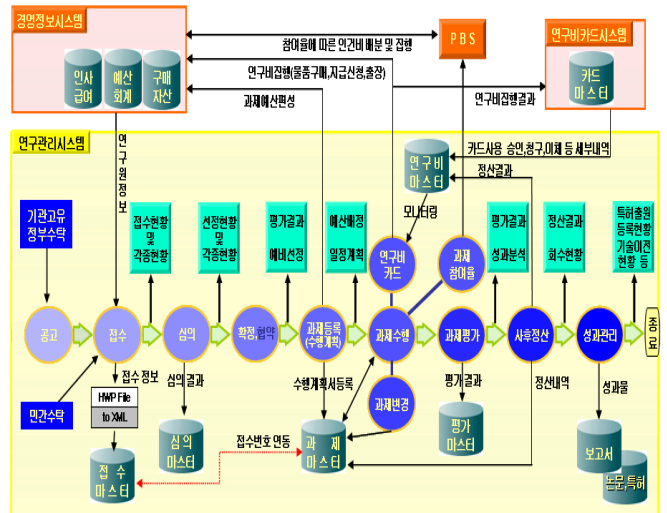 경영정보시스템
인사
급여
예산
회계
구매
자산
참여율에 따른 인건비 배분 및 집행
PBS
연구비카드시스템
카드
마스터
연구비집행(물품구매,지급신청,출장)
연구비집행결과
과제예산편성
연구관리시스템
연구원정보
카드사용 승인,청구,이체 등 세부내역
연구비
마스터
정산결과
모니터링
기관고유
정부수탁
접수현황
및
각종현황
선정현황
및
각종현황
평가결과
예비선정
예산배정
일정계획
연구비
카드
과제
참여율
평가결과
성과분석
정산결과
회수현황
특허출원
등록현황
기술이전
현황 등
공고
접수
심의
확정,협약
과제등록
(수행계획)
과제수행
과제평가
사후정산
성과관리
종료
민간수탁
접수 정보
HWP File
to XML
심의결과
수행계획서등록
과제변경
평가결과
정산내역
성과물
접 수
마스터
심의
마스터
접수번호 연동
과 제
마스터
평가
마스터
보고서
논문,특허